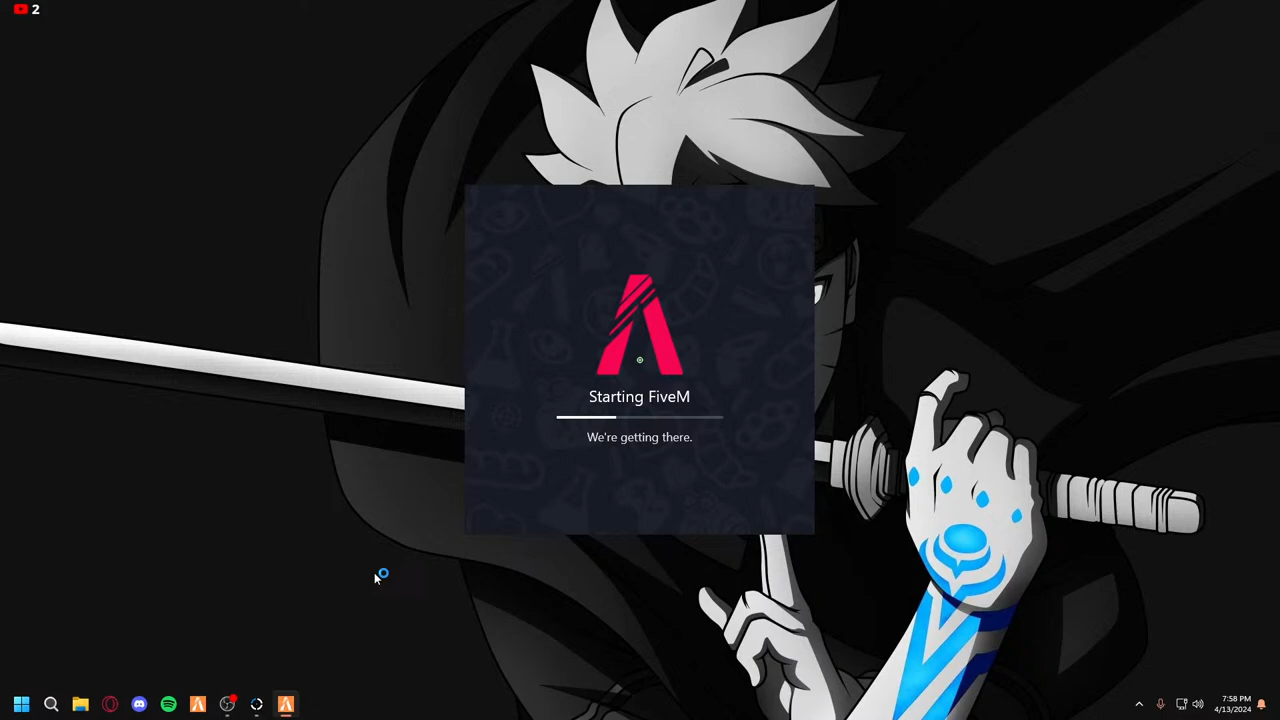 2
Starting FiveM
We're getting there.
7:58 PM
4/13/2024